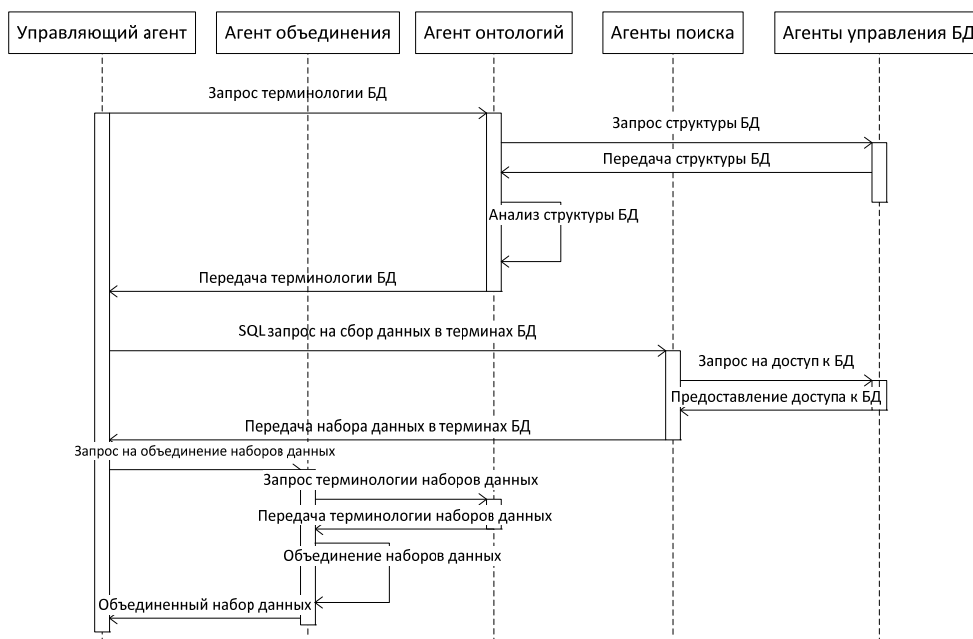 Управляющий агент
Агент объединения
Агент онтологий
Агенты поиска
Агенты управления БД
Запрос терминологии БД
Запрос структуры БД
Передача структуры БД
Анализ структуры БД
Передача терминологии БД
SQL запрос на сбор данных в терминах БД
Запрос на доступ к БД
Предоставление доступа к БД
Передача набора данных в терминах БД
Запрос на объединение наборов данных
Запрос терминологии наборов данных
Передача терминологии наборов данных
Объединение наборов данных
Объединенный набор данных